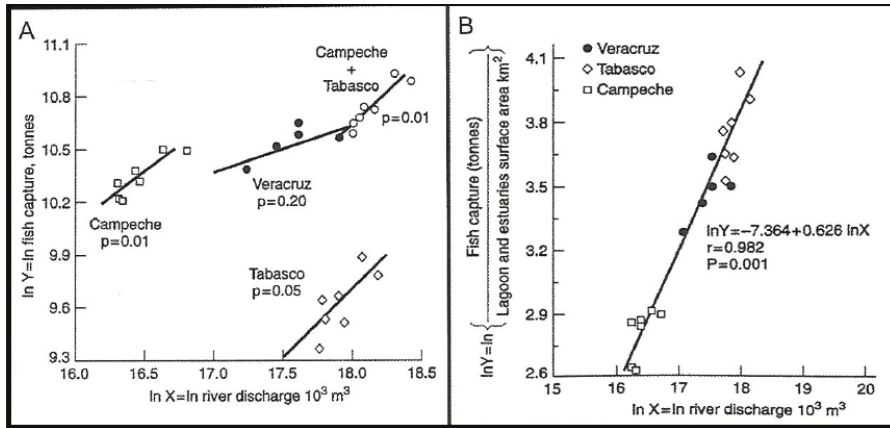 A
11.1
10.8
10.5
10.2
9.9
9.6
9.3
ln Y=ln fish capture, tonnes
Campeche
+
Tabasco
p=0.01
Veracruz
p=0.20
Campeche
p=0.01
Tabasco
p=0.05
16.0
16.5
17.0
17.5
18.0
18.5
ln X=ln river discharge 10³ m³
B
lnY=ln
Fish capture (tonnes)
Lagoon and estuaries surface area km²
4.1
3.8
3.5
3.2
2.9
2.6
Veracruz
Tabasco
Campeche
lnY=−7.364+0.626 lnX
r=0.982
P=0.001
15
16
17
18
19
20
ln X=ln river discharge 10³ m³